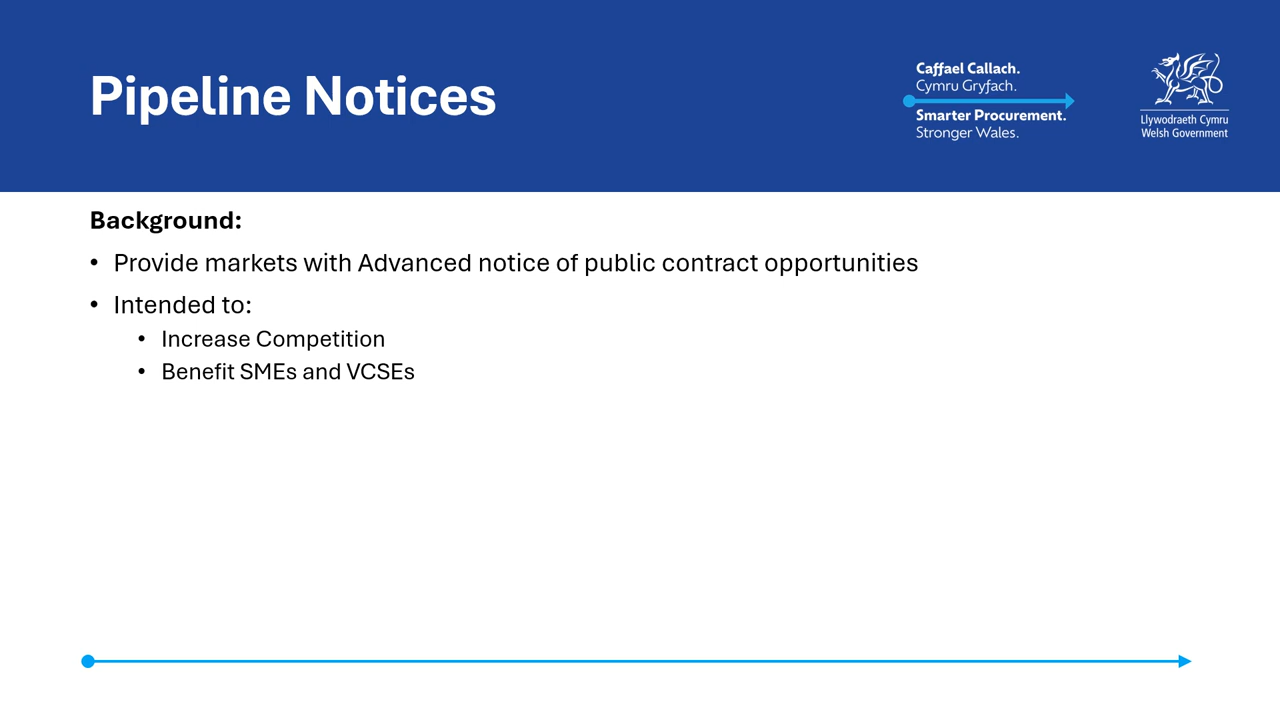 Pipeline Notices
Caffael Callach.
Cymru Gryfach.
Smarter Procurement.
Stronger Wales.
Llywodraeth Cymru
Welsh Government
Background:
• Provide markets with Advanced notice of public contract opportunities
• Intended to:
• Increase Competition
• Benefit SMEs and VCSEs